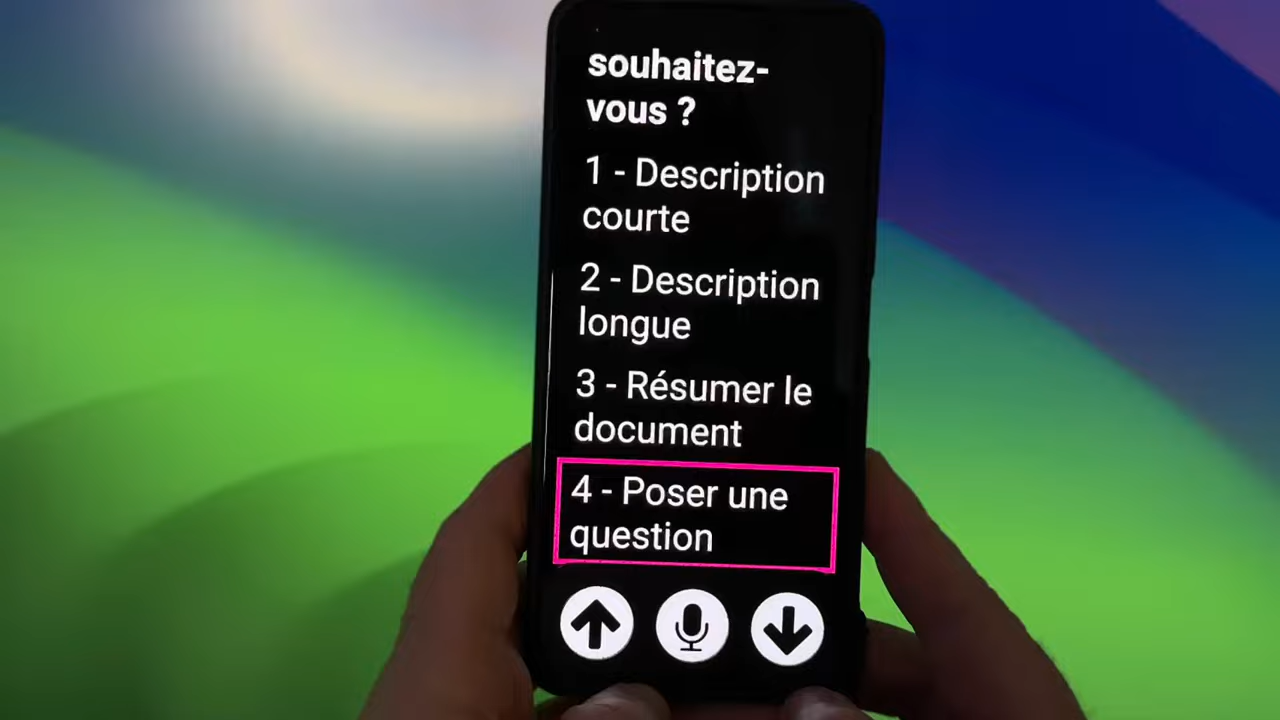 souhaitez-
vous ?
1 - Description
courte
2 - Description
longue
3 - Résumer le
document
4 - Poser une
question